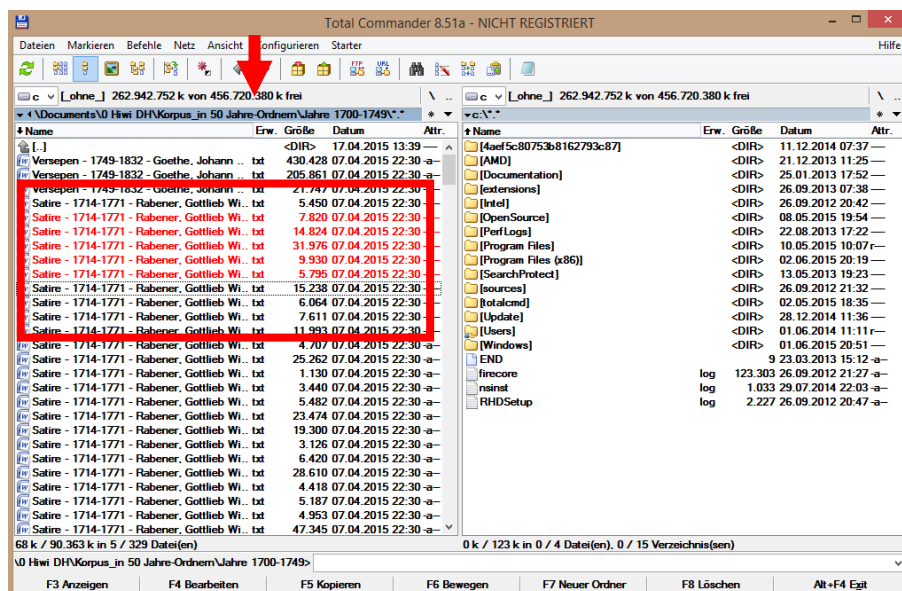 Total Commander 8.51a - NICHT REGISTRIERT
Dateien Markieren Befehle Netz Ansicht Konfigurieren Starter Hilfe
FTP URL
c [_ohne_] 262.942.752 k von 456.720.380 k frei \ ..
\Documents\0 Hiwi DH\Korpus_in 50 Jahre-Ordnern\Jahre 1700-1749\*.* * 
Name Erw. Größe Datum Attr.
[..] <DIR> 17.04.2015 13:39 —
Versepen - 1749-1832 - Goethe, Johann .. txt 430.428 07.04.2015 22:30 -a—
Versepen - 1749-1832 - Goethe, Johann .. txt 205.861 07.04.2015 22:30 -a—
Versepen - 1749-1832 - Goethe, Johann .. txt 21.747 07.04.2015 22:30
Satire - 1714-1771 - Rabener, Gottlieb Wi.. txt 5.450 07.04.2015 22:30
Satire - 1714-1771 - Rabener, Gottlieb Wi.. txt 7.820 07.04.2015 22:30
Satire - 1714-1771 - Rabener, Gottlieb Wi.. txt 14.824 07.04.2015 22:30
Satire - 1714-1771 - Rabener, Gottlieb Wi.. txt 31.976 07.04.2015 22:30
Satire - 1714-1771 - Rabener, Gottlieb Wi.. txt 9.930 07.04.2015 22:30
Satire - 1714-1771 - Rabener, Gottlieb Wi.. txt 5.795 07.04.2015 22:30
Satire - 1714-1771 - Rabener, Gottlieb Wi.. txt 15.238 07.04.2015 22:30
Satire - 1714-1771 - Rabener, Gottlieb Wi.. txt 6.064 07.04.2015 22:30
Satire - 1714-1771 - Rabener, Gottlieb Wi.. txt 7.611 07.04.2015 22:30
Satire - 1714-1771 - Rabener, Gottlieb Wi.. txt 11.993 07.04.2015 22:30
Satire - 1714-1771 - Rabener, Gottlieb Wi.. txt 4.707 07.04.2015 22:30 -a—
Satire - 1714-1771 - Rabener, Gottlieb Wi.. txt 25.262 07.04.2015 22:30 -a—
Satire - 1714-1771 - Rabener, Gottlieb Wi.. txt 1.130 07.04.2015 22:30 -a—
Satire - 1714-1771 - Rabener, Gottlieb Wi.. txt 3.440 07.04.2015 22:30 -a—
Satire - 1714-1771 - Rabener, Gottlieb Wi.. txt 5.482 07.04.2015 22:30 -a—
Satire - 1714-1771 - Rabener, Gottlieb Wi.. txt 23.474 07.04.2015 22:30 -a—
Satire - 1714-1771 - Rabener, Gottlieb Wi.. txt 19.300 07.04.2015 22:30 -a—
Satire - 1714-1771 - Rabener, Gottlieb Wi.. txt 3.126 07.04.2015 22:30 -a—
Satire - 1714-1771 - Rabener, Gottlieb Wi.. txt 6.420 07.04.2015 22:30 -a—
Satire - 1714-1771 - Rabener, Gottlieb Wi.. txt 28.610 07.04.2015 22:30 -a—
Satire - 1714-1771 - Rabener, Gottlieb Wi.. txt 4.418 07.04.2015 22:30 -a—
Satire - 1714-1771 - Rabener, Gottlieb Wi.. txt 5.187 07.04.2015 22:30 -a—
Satire - 1714-1771 - Rabener, Gottlieb Wi.. txt 4.953 07.04.2015 22:30 -a—
Satire - 1714-1771 - Rabener, Gottlieb Wi.. txt 47.345 07.04.2015 22:30 -a—
68 k / 90.363 k in 5 / 329 Datei(en)
c [_ohne_] 262.942.752 k von 456.720.380 k frei \ ..
c:\*.* *
Name Erw. Größe Datum Attr.
[4aef5c80753b8162793c87] <DIR> 11.12.2014 07:37 —
[AMD] <DIR> 21.12.2013 11:25 —
[Documentation] <DIR> 25.01.2013 17:52 —
[extensions] <DIR> 26.09.2013 07:38 —
[Intel] <DIR> 26.09.2012 20:42 —
[OpenSource] <DIR> 08.05.2015 19:54 —
[PerfLogs] <DIR> 22.08.2013 17:22 —
[Program Files] <DIR> 10.05.2015 10:07 r—
[Program Files (x86)] <DIR> 02.06.2015 20:19 —
[SearchProtect] <DIR> 13.05.2013 19:23 —
[sources] <DIR> 26.09.2012 21:32 —
[totalcmd] <DIR> 02.05.2015 18:35 —
[Update] <DIR> 28.12.2014 11:36 —
[Users] <DIR> 01.06.2014 11:11 r—
[Windows] <DIR> 01.06.2015 20:51 —
END 9 23.03.2013 15:12 -a—
firecore log 123.303 26.09.2012 21:27 -a—
nsinst log 1.033 29.07.2014 22:03 -a—
RHDSetup log 2.227 26.09.2012 20:47 -a—
0 k / 123 k in 0 / 4 Datei(en), 0 / 15 Verzeichnis(sen)
\0 Hiwi DH\Korpus_in 50 Jahre-Ordnern\Jahre 1700-1749>
F3 Anzeigen F4 Bearbeiten F5 Kopieren F6 Bewegen F7 Neuer Ordner F8 Löschen Alt+F4 Exit